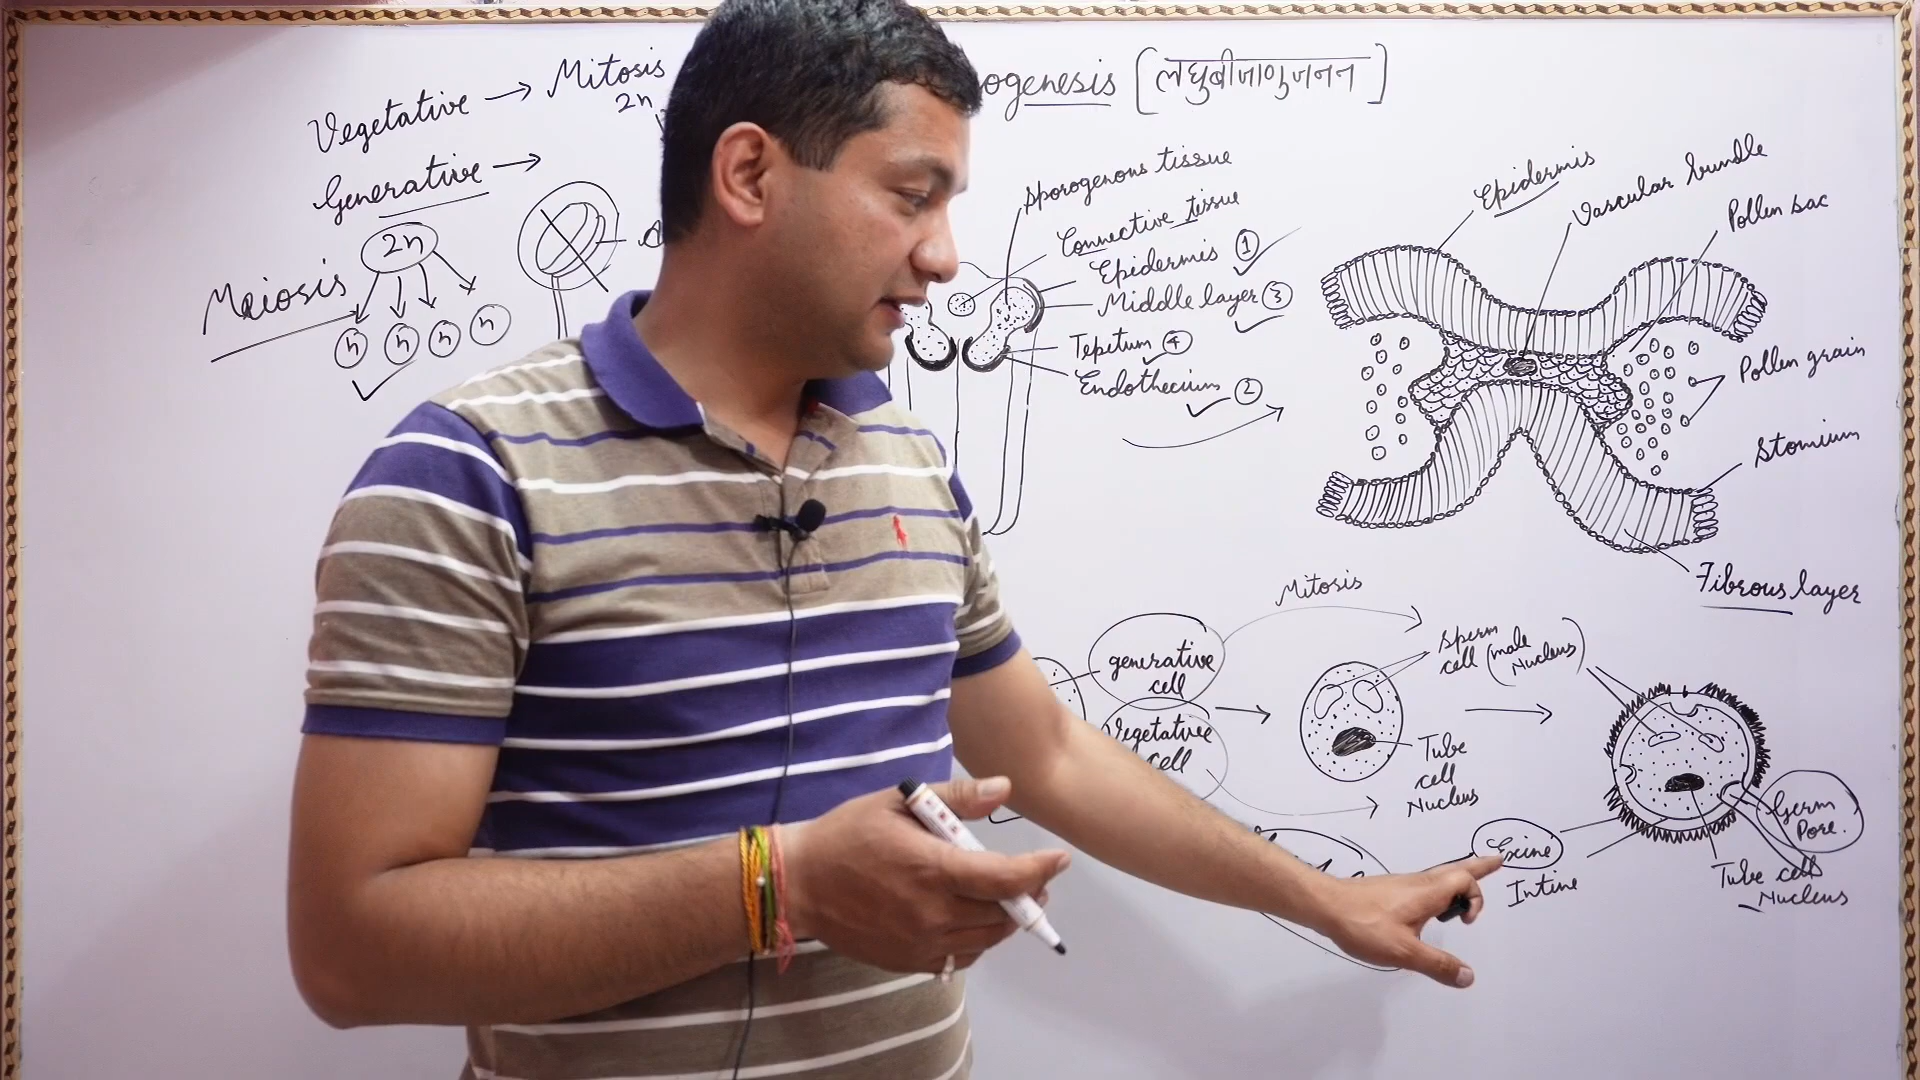 Vegetative → Mitosis
2n
Generative →
2n
Meiosis
n n n n
ogenesis [लघुबीजाणुजनन]
Sporogenous tissue
Connective tissue
Epidermis 1
Middle layer 3
Tepetum 4
Endothecium 2
Epidermis
Vascular bundle
Pollen sac
Pollen grain
Stomium
Fibrous layer
Mitosis
generative
cell
Vegetative
cell
Sperm
cell (male
Nucleus)
Tube
cell
Nucleus
Germ
Pore.
Exine
Intine
Tube cell
Nucleus